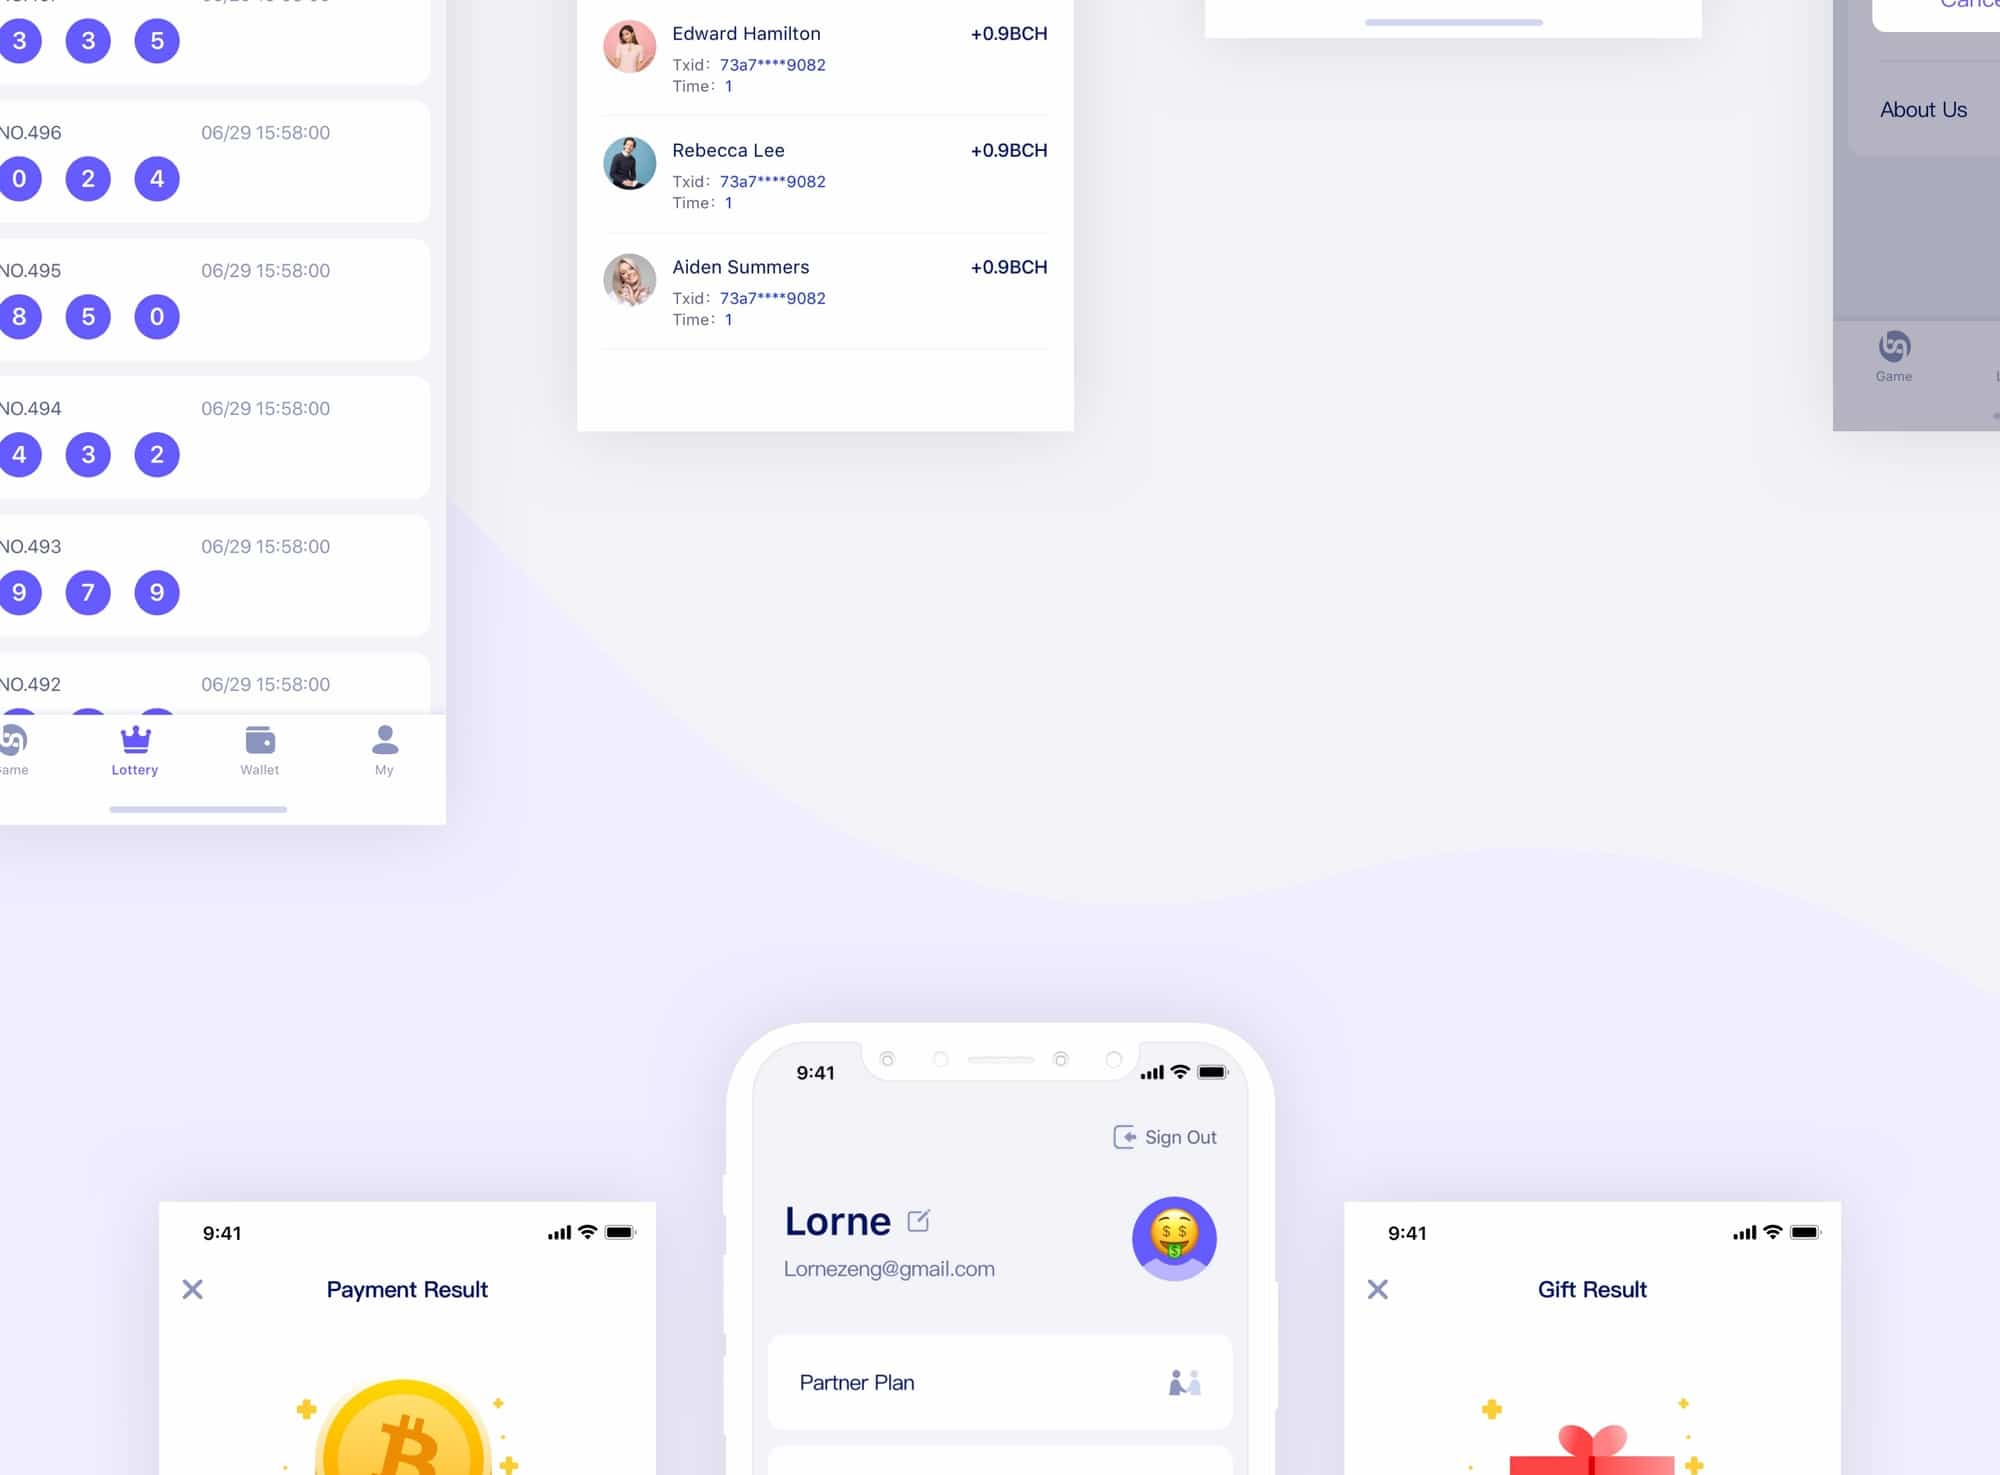 3 3 5
NO.496 06/29 15:58:00
0 2 4
NO.495 06/29 15:58:00
8 5 0
NO.494 06/29 15:58:00
4 3 2
NO.493 06/29 15:58:00
9 7 9
NO.492 06/29 15:58:00
Lottery Wallet My
Edward Hamilton +0.9BCH
Txid: 73a7****9082
Time: 1
Rebecca Lee +0.9BCH
Txid: 73a7****9082
Time: 1
Aiden Summers +0.9BCH
Txid: 73a7****9082
Time: 1
About Us
Game
9:41
Payment Result
9:41
Sign Out
Lorne
Lornezeng@gmail.com
Partner Plan
9:41
Gift Result